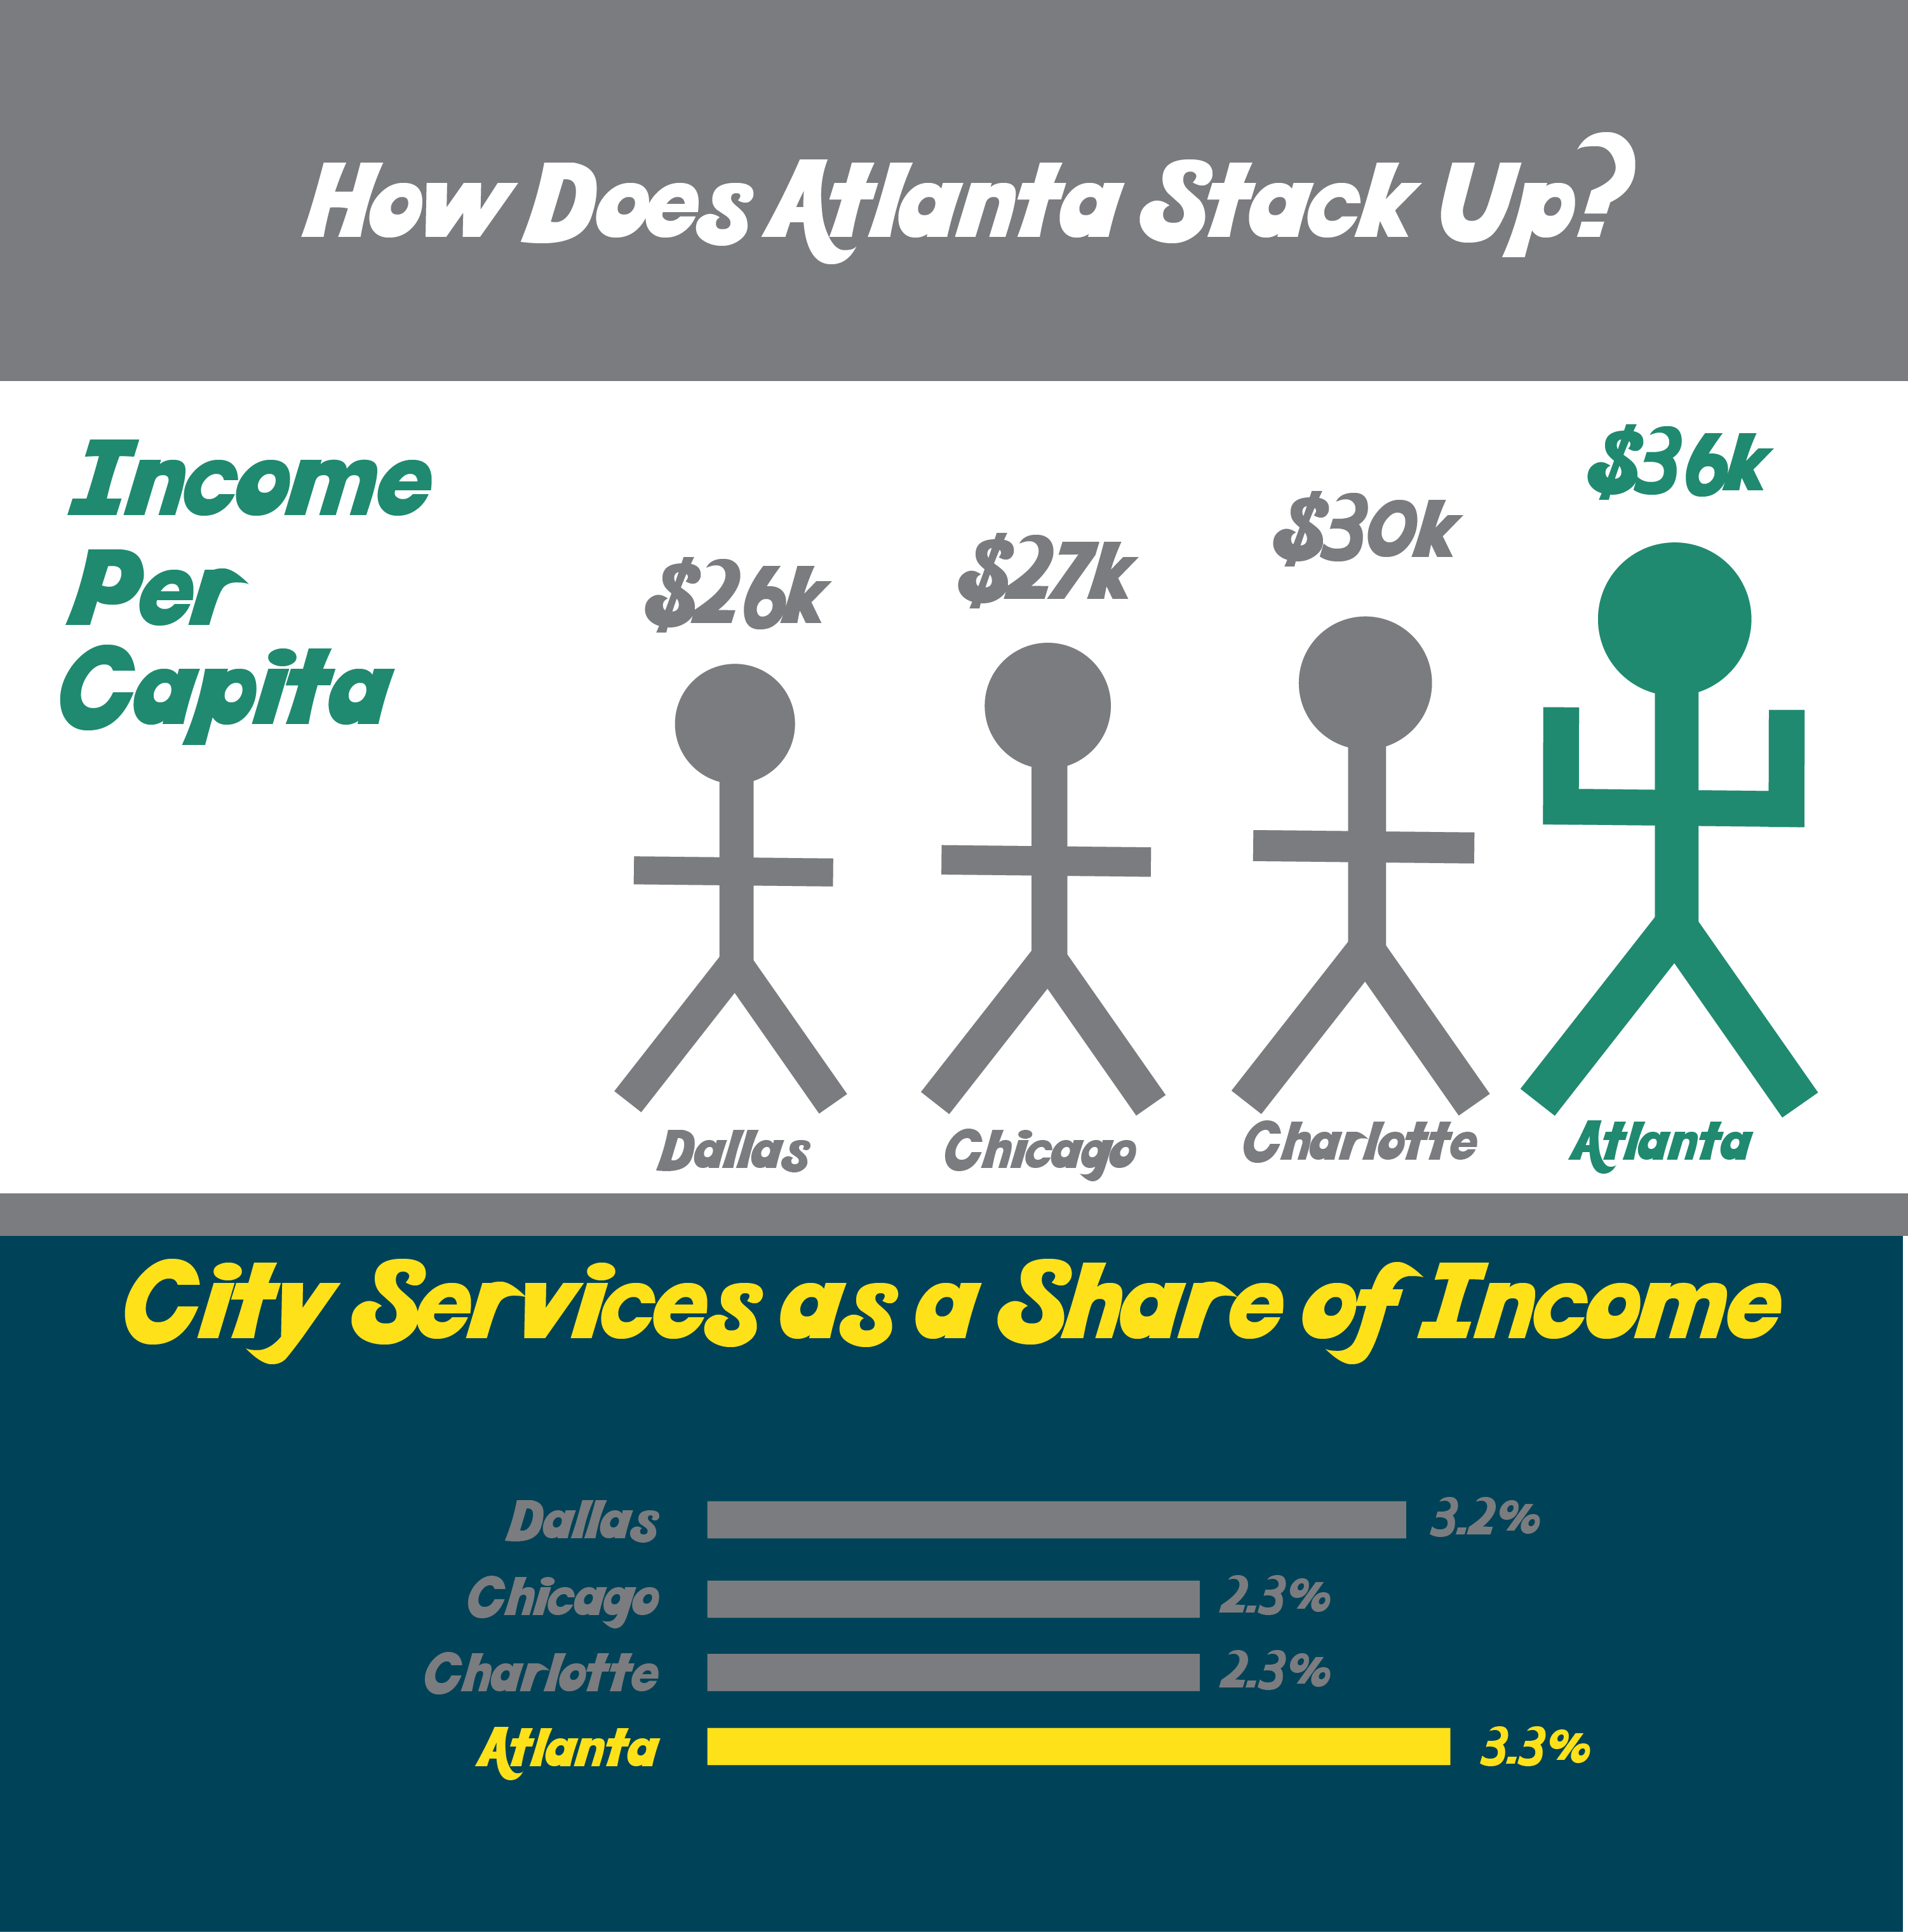 How Does Atlanta Stack Up?
Income
Per
Capita
$26k
$27k
$30k
$36k
Dallas
Chicago
Charlotte
Atlanta
City Services as a Share of Income
Dallas 3.2%
Chicago 2.3%
Charlotte 2.3%
Atlanta 3.3%